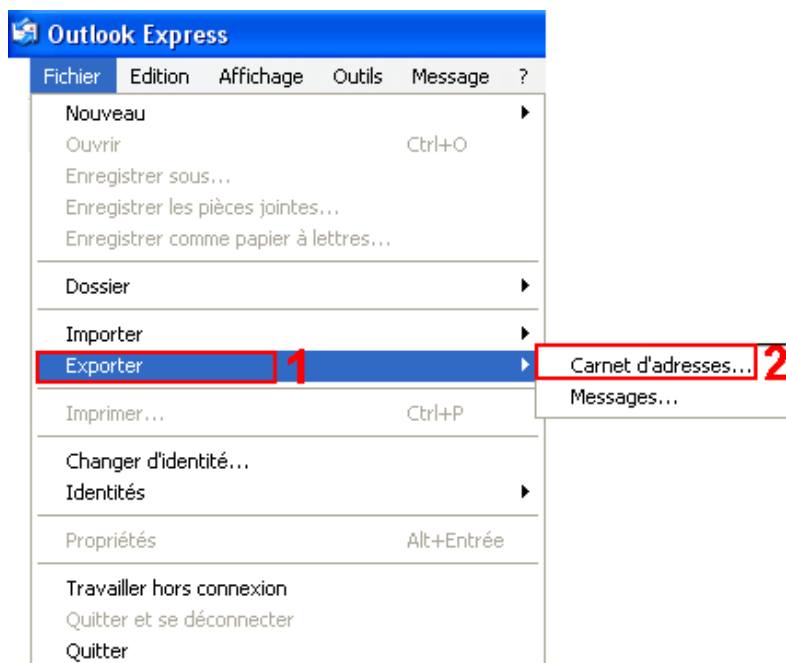 Outlook Express
Fichier Edition Affichage Outils Message ?
Nouveau
Ouvrir Ctrl+O
Enregistrer sous...
Enregistrer les pièces jointes...
Enregistrer comme papier à lettres...
Dossier
Importer
Exporter 1
Carnet d'adresses... 2
Messages...
Imprimer... Ctrl+P
Changer d'identité...
Identités
Propriétés Alt+Entrée
Travailler hors connexion
Quitter et se déconnecter
Quitter